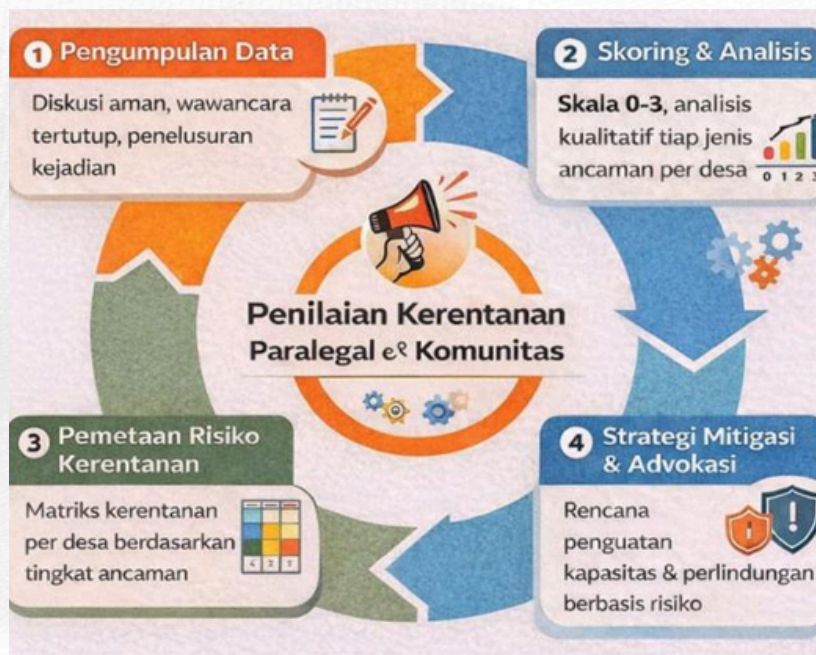 1 Pengumpulan Data
Diskusi aman, wawancara
tertutup, penelusuran
kejadian
2 Skoring & Analisis
Skala 0-3, analisis
kualitatif tiap jenis
ancaman per desa
0 1 2 3
Penilaian Kerentanan
Paralegal & Komunitas
3 Pemetaan Risiko
Kerentanan
Matriks kerentanan
per desa berdasarkan
tingkat ancaman
4 Strategi Mitigasi
& Advokasi
Rencana
penguatan
kapasitas & perlindungan
berbasis risiko